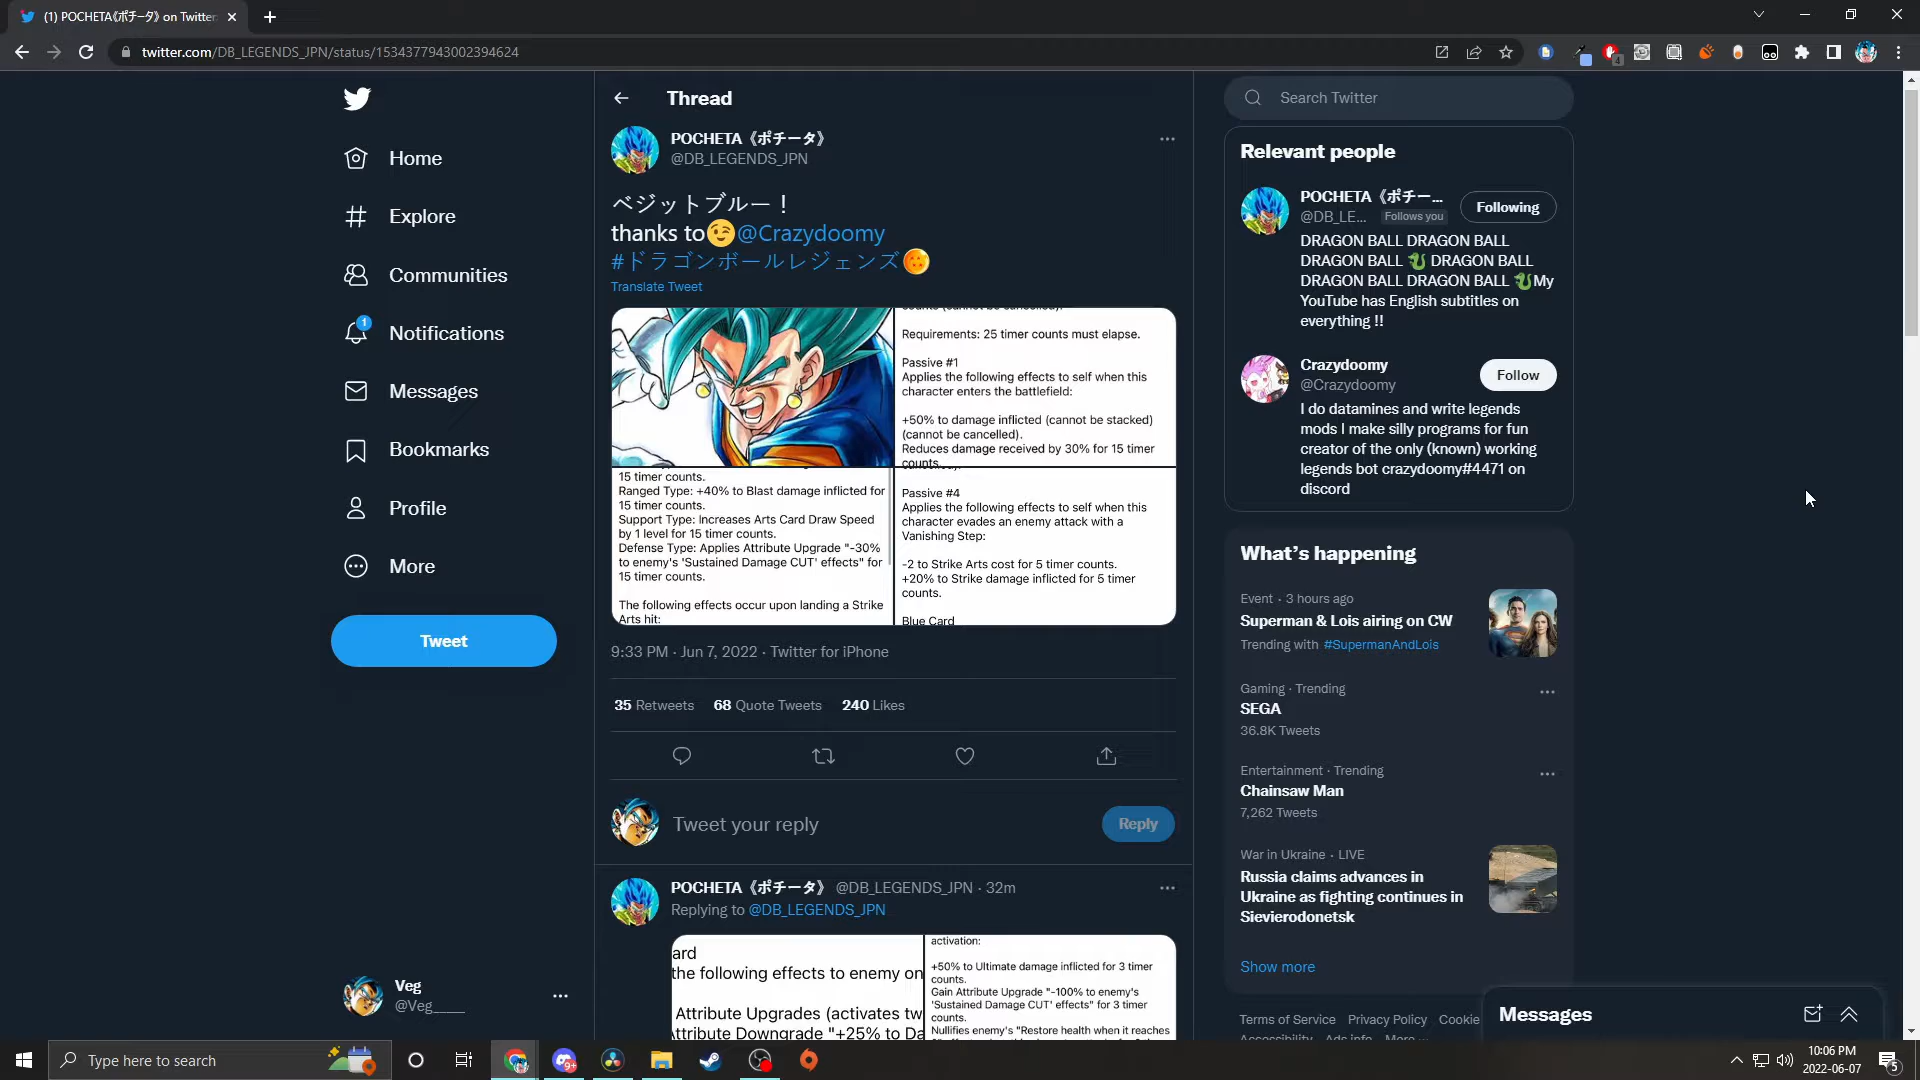 (1) POCHETA《ポチータ》 on Twitter:
twitter.com/DB_LEGENDS_JPN/status/1534377943002394624
Home
Explore
Communities
1
Notifications
Messages
Bookmarks
Profile
More
Tweet
Veg
@Veg_____
Thread
POCHETA《ポチータ》
@DB_LEGENDS_JPN
ベジットブルー！
thanks to😉@Crazydoomy
#ドラゴンボールレジェンズ
Translate Tweet
Requirements: 25 timer counts must elapse.
Passive #1
Applies the following effects to self when this
character enters the battlefield:
+50% to damage inflicted (cannot be stacked)
(cannot be cancelled).
Reduces damage received by 30% for 15 timer
counts.
15 timer counts.
Ranged Type: +40% to Blast damage inflicted for
15 timer counts.
Support Type: Increases Arts Card Draw Speed
by 1 level for 15 timer counts.
Defense Type: Applies Attribute Upgrade "-30%
to enemy's 'Sustained Damage CUT' effects" for
15 timer counts.
The following effects occur upon landing a Strike
Arts hit:
Passive #4
Applies the following effects to self when this
character evades an enemy attack with a
Vanishing Step:
-2 to Strike Arts cost for 5 timer counts.
+20% to Strike damage inflicted for 5 timer
counts.
Blue Card
9:33 PM · Jun 7, 2022 · Twitter for iPhone
35 Retweets 68 Quote Tweets 240 Likes
Tweet your reply
Reply
POCHETA《ポチータ》 @DB_LEGENDS_JPN · 32m
Replying to @DB_LEGENDS_JPN
ard
the following effects to enemy on
Attribute Upgrades (activates tw
Attribute Downgrade "+25% to Da
activation:
+50% to Ultimate damage inflicted for 3 timer
counts.
Gain Attribute Upgrade "-100% to enemy's
'Sustained Damage CUT' effects" for 3 timer
counts.
Nullifies enemy's "Restore health when it reaches
Search Twitter
Relevant people
POCHETA《ポチー...
@DB_LE... Follows you
Following
DRAGON BALL DRAGON BALL
DRAGON BALL 🐉 DRAGON BALL
DRAGON BALL DRAGON BALL 🐉My
YouTube has English subtitles on
everything !!
Crazydoomy
@Crazydoomy
Follow
I do datamines and write legends
mods I make silly programs for fun
creator of the only (known) working
legends bot crazydoomy#4471 on
discord
What's happening
Event · 3 hours ago
Superman & Lois airing on CW
Trending with #SupermanAndLois
Gaming · Trending
SEGA
36.8K Tweets
Entertainment · Trending
Chainsaw Man
7,262 Tweets
War in Ukraine · LIVE
Russia claims advances in
Ukraine as fighting continues in
Sievierodonetsk
Show more
Terms of Service Privacy Policy Cookie
Messages
Type here to search
10:06 PM
2022-06-07
5